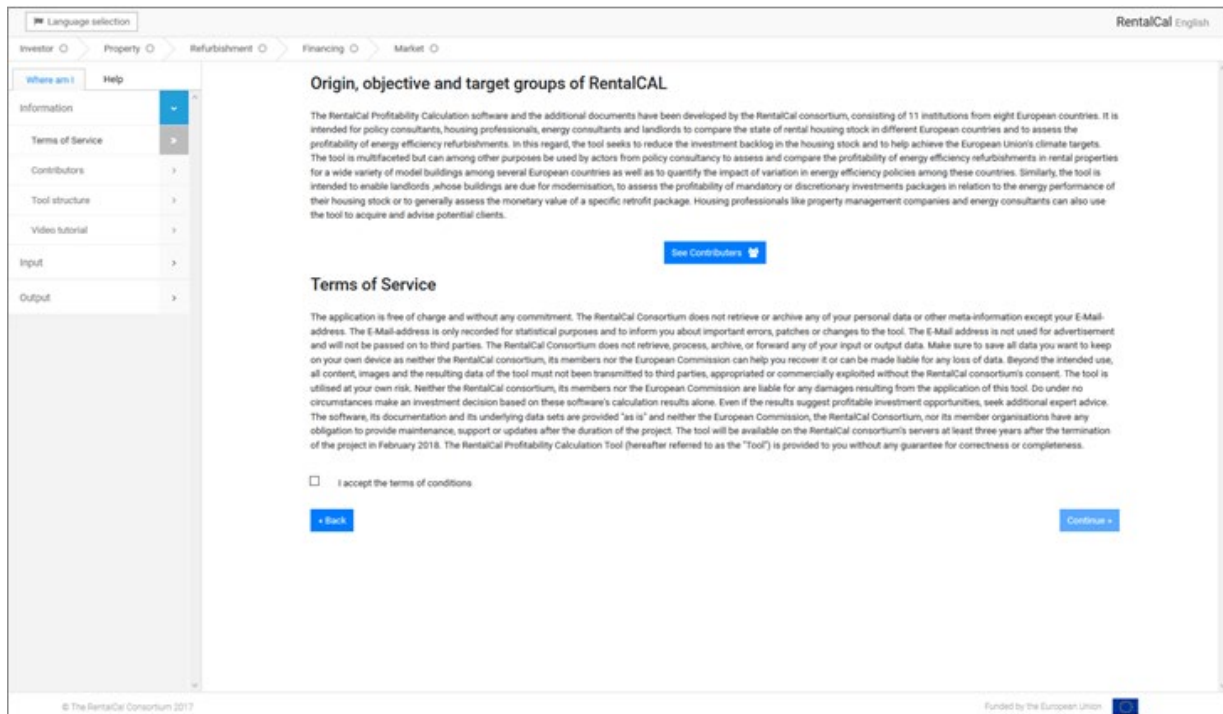 Language selection
RentalCal English
Investor
Property
Refurbishment
Financing
Market
Where am I
Help
Information
Terms of Service
Contributors
Tool structure
Video tutorial
Input
Output
Origin, objective and target groups of RentalCAL
The RentalCal Profitability Calculation software and the additional documents have been developed by the RentalCal consortium, consisting of 11 institutions from eight European countries. It is
intended for policy consultants, housing professionals, energy consultants and landlords to compare the state of rental housing stock in different European countries and to assess the
profitability of energy efficiency refurbishments. In this regard, the tool seeks to reduce the investment backlog in the housing stock and to help achieve the European Union's climate targets.
The tool is multifaceted but can among other purposes be used by actors from policy consultancy to assess and compare the profitability of energy efficiency refurbishments in rental properties
for a wide variety of model buildings among several European countries as well as to quantify the impact of variation in energy efficiency policies among these countries. Similarly, the tool is
intended to enable landlords ,whose buildings are due for modernisation, to assess the profitability of mandatory or discretionary investments packages in relation to the energy performance of
their housing stock or to generally assess the monetary value of a specific retrofit package. Housing professionals like property management companies and energy consultants can also use
the tool to acquire and advise potential clients.
See Contributers
Terms of Service
The application is free of charge and without any commitment. The RentalCal Consortium does not retrieve or archive any of your personal data or other meta-information except your E-Mail-
address. The E-Mail-address is only recorded for statistical purposes and to inform you about important errors, patches or changes to the tool. The E-Mail address is not used for advertisement
and will not be passed on to third parties. The RentalCal Consortium does not retrieve, process, archive, or forward any of your input or output data. Make sure to save all data you want to keep
on your own device as neither the RentalCal consortium, its members nor the European Commission can help you recover it or can be made liable for any loss of data. Beyond the intended use,
all content, images and the resulting data of the tool must not been transmitted to third parties, appropriated or commercially exploited without the RentalCal consortium's consent. The tool is
utilised at your own risk. Neither the RentalCal consortium, its members nor the European Commission are liable for any damages resulting from the application of this tool. Do under no
circumstances make an investment decision based on these software's calculation results alone. Even if the results suggest profitable investment opportunities, seek additional expert advice.
The software, its documentation and its underlying data sets are provided "as is" and neither the European Commission, the RentalCal Consortium, nor its member organisations have any
obligation to provide maintenance, support or updates after the duration of the project. The tool will be available on the RentalCal consortium's servers at least three years after the termination
of the project in February 2018. The RentalCal Profitability Calculation Tool (hereafter referred to as the "Tool") is provided to you without any guarantee for correctness or completeness.
I accept the terms of conditions
« Back
Continue »
© The RentalCal Consortium 2017
Funded by the European Union